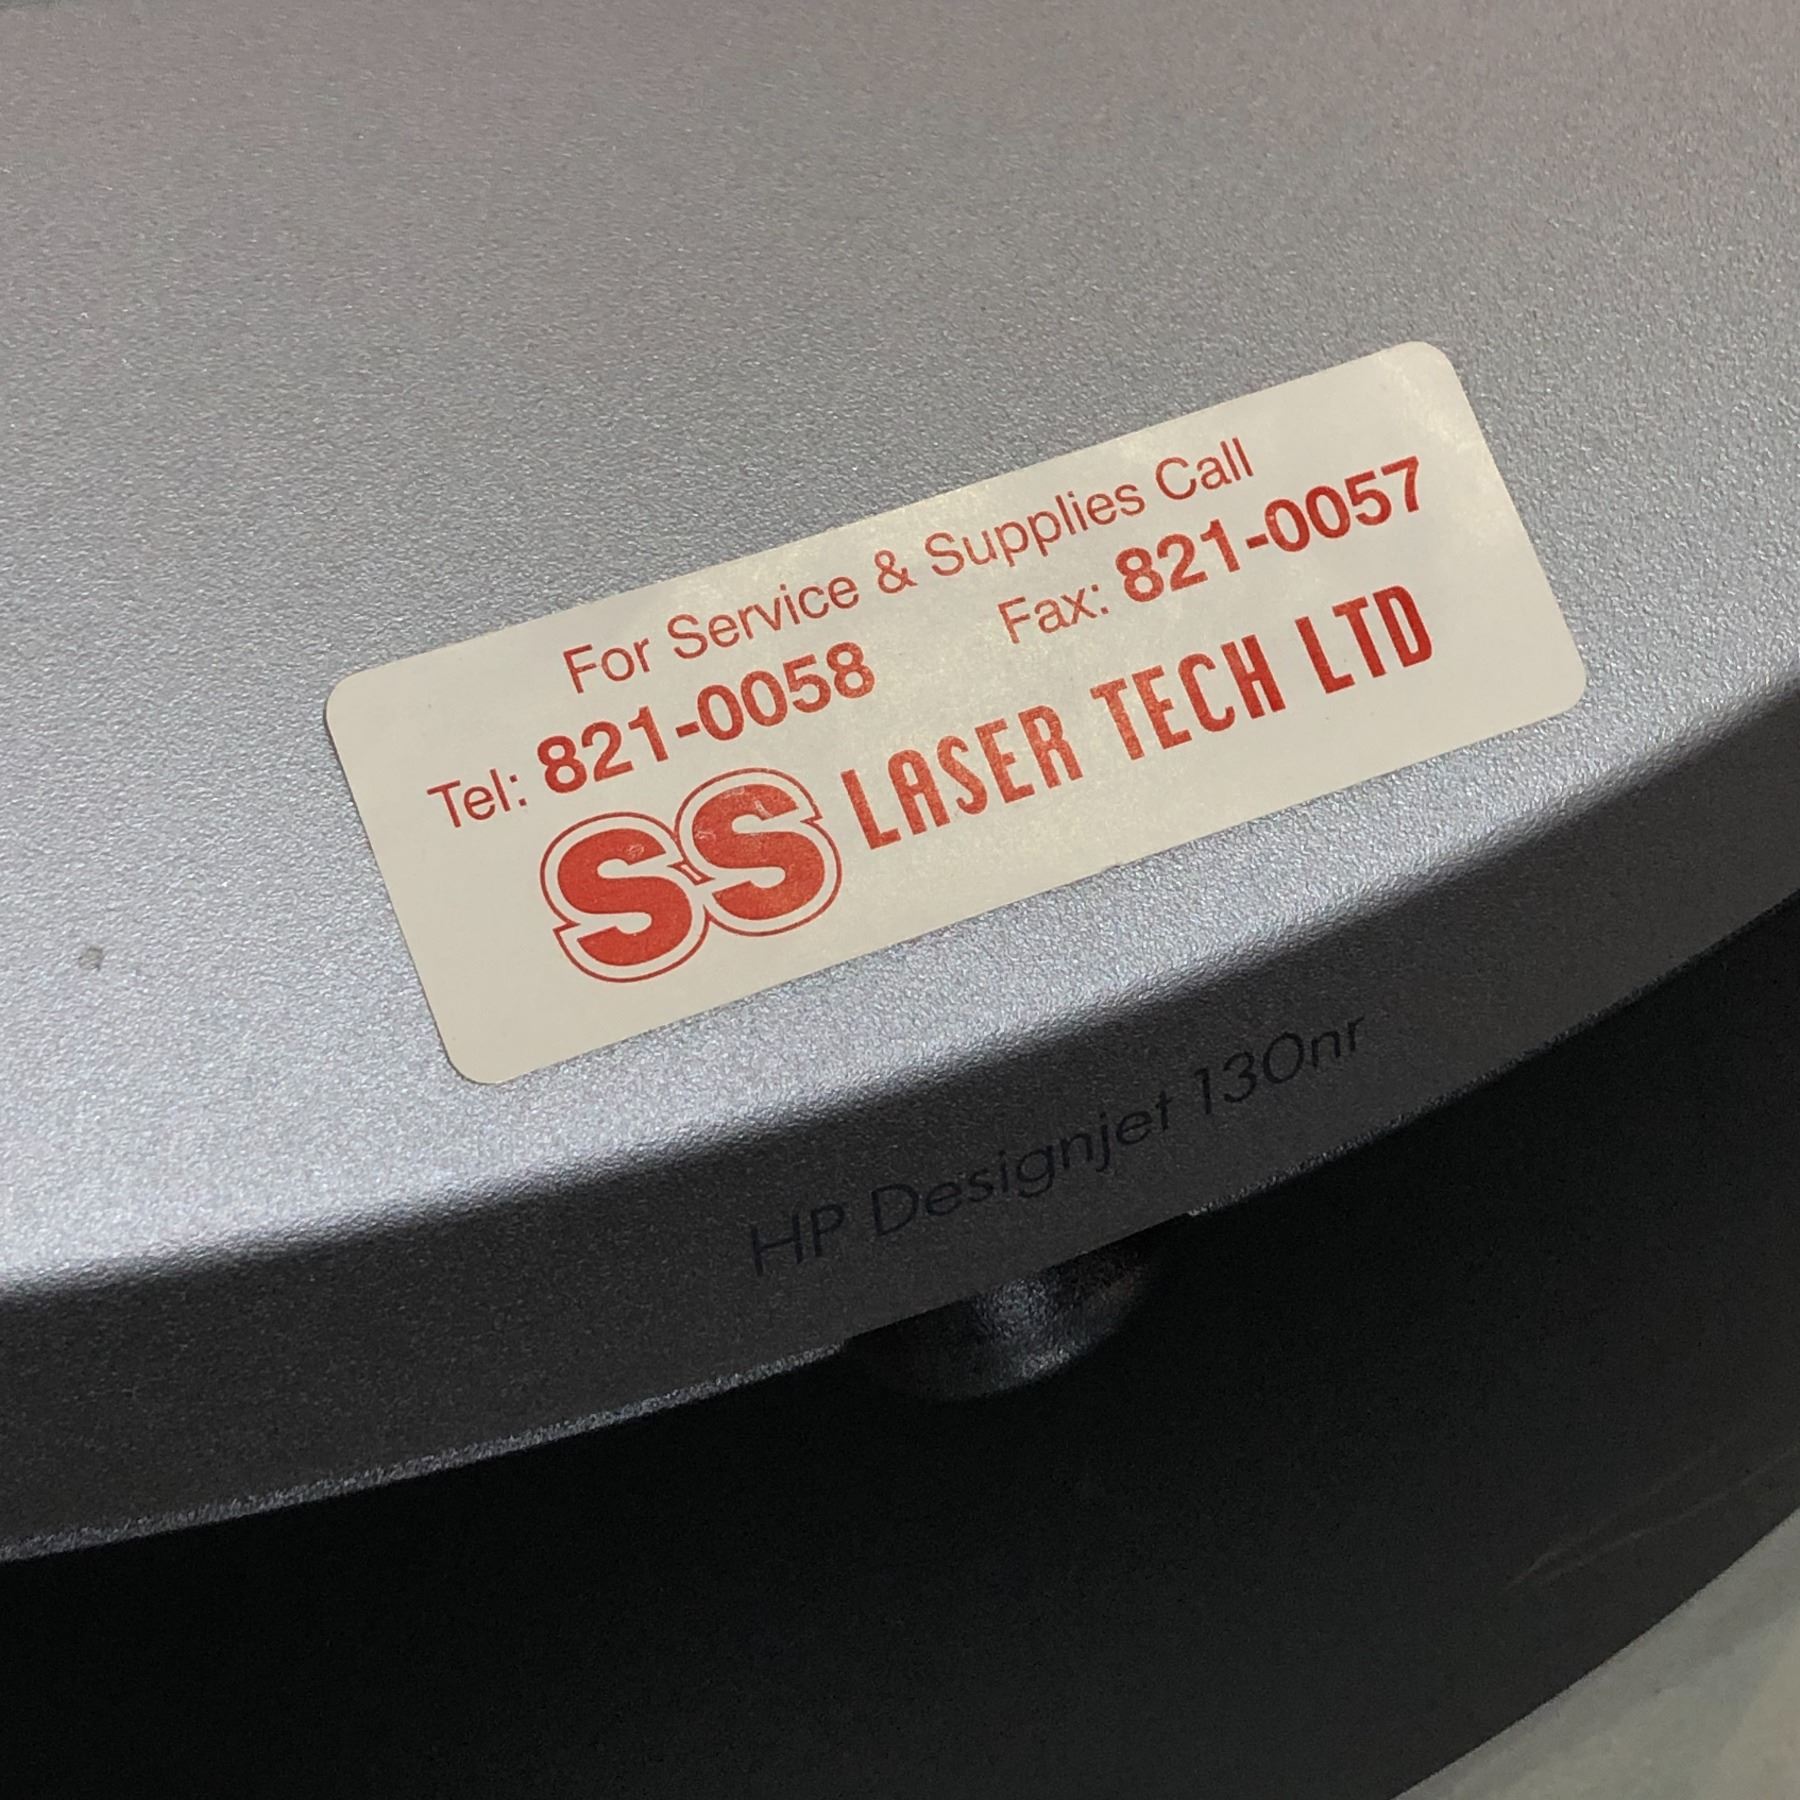 For Service & Supplies Call
Tel: 821-0058 Fax: 821-0057
SS LASER TECH LTD
HP Designjet 130nr